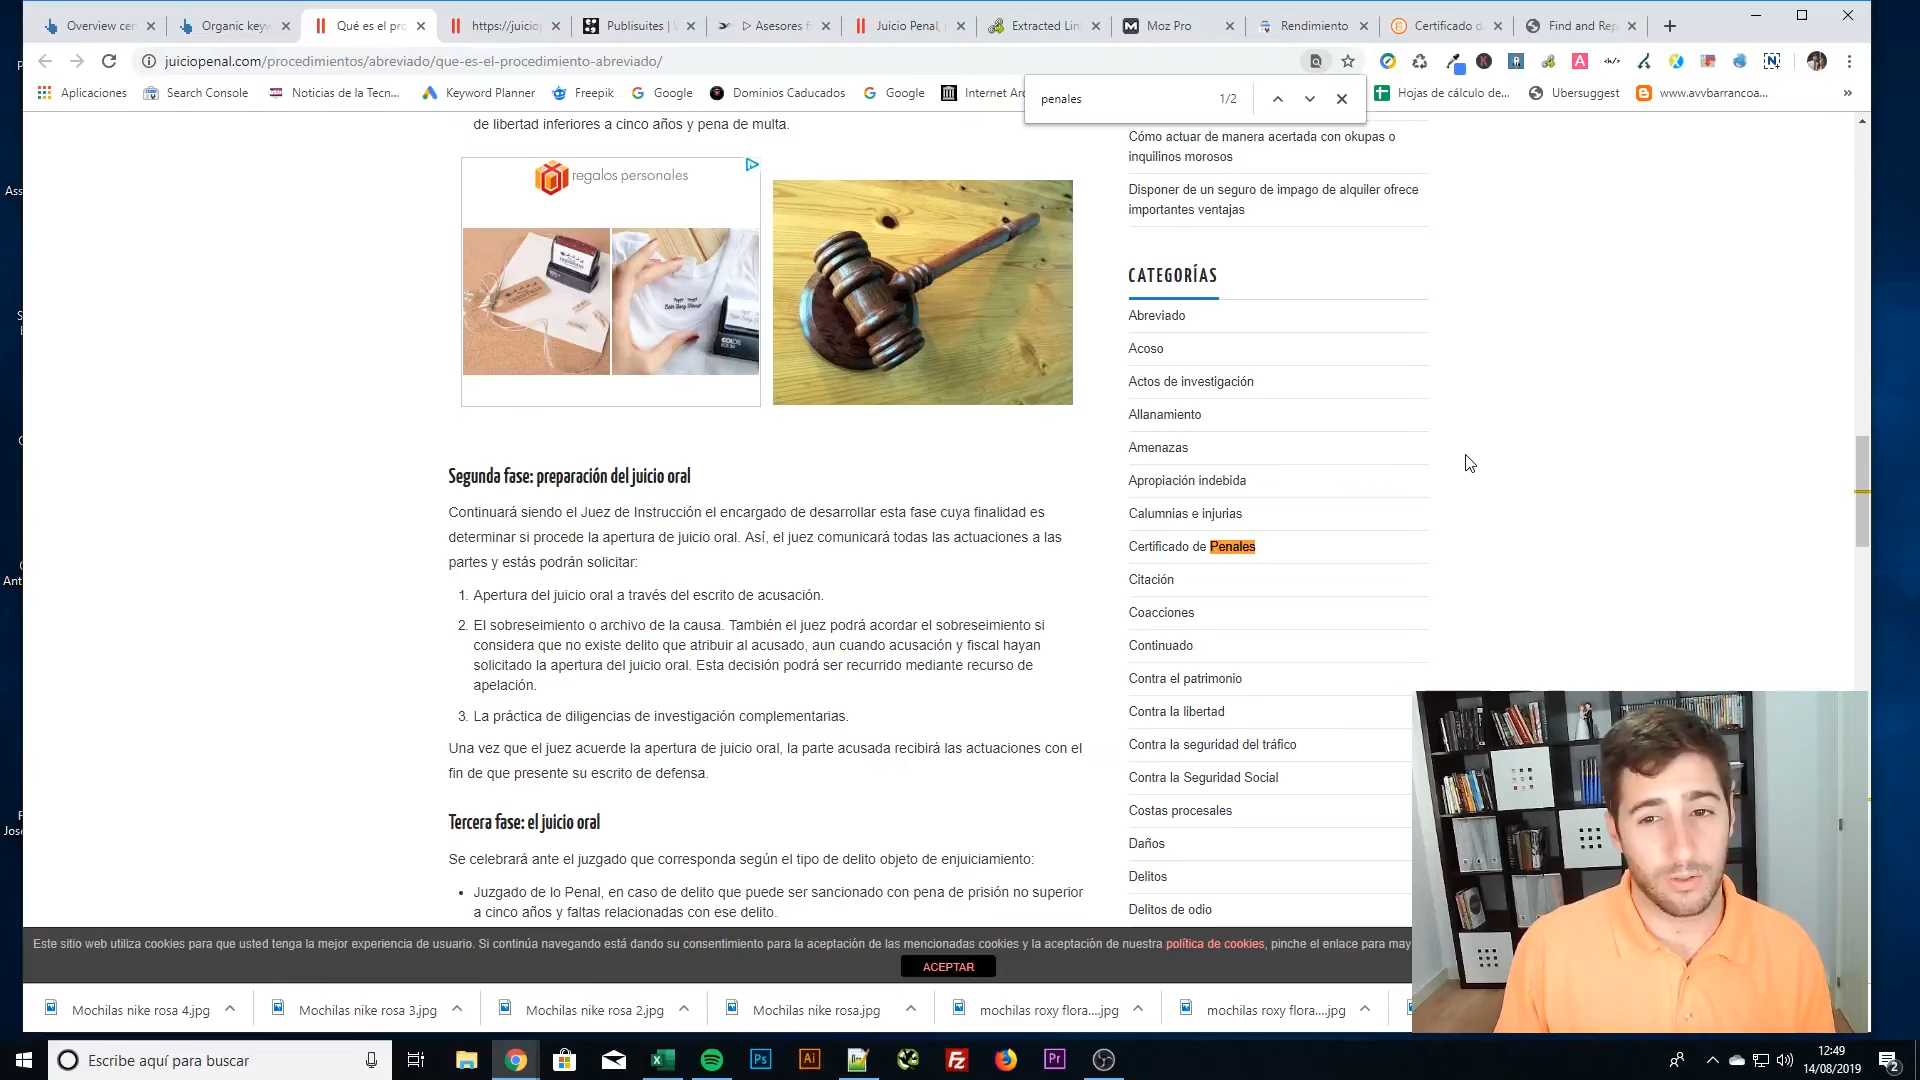 Overview cen
Organic keyw
Qué es el pro
https://juiciop
Publisuites |
Asesores f
Juicio Penal,
Extracted Lin
Moz Pro
Rendimiento
Certificado d
Find and Rep
juiciopenal.com/procedimientos/abreviado/que-es-el-procedimiento-abreviado/
Aplicaciones
Search Console
Noticias de la Tecn...
Keyword Planner
Freepik
Google
Dominios Caducados
Google
Internet Arc
Hojas de cálculo de...
Ubersuggest
www.avvbarrancoa...
penales
1/2
de libertad inferiores a cinco años y pena de multa.
regalos personales
Segunda fase: preparación del juicio oral
Continuará siendo el Juez de Instrucción el encargado de desarrollar esta fase cuya finalidad es
determinar si procede la apertura de juicio oral. Así, el juez comunicará todas las actuaciones a las
partes y estás podrán solicitar:
1. Apertura del juicio oral a través del escrito de acusación.
2. El sobreseimiento o archivo de la causa. También el juez podrá acordar el sobreseimiento si
considera que no existe delito que atribuir al acusado, aun cuando acusación y fiscal hayan
solicitado la apertura del juicio oral. Esta decisión podrá ser recurrido mediante recurso de
apelación.
3. La práctica de diligencias de investigación complementarias.
Una vez que el juez acuerde la apertura de juicio oral, la parte acusada recibirá las actuaciones con el
fin de que presente su escrito de defensa.
Tercera fase: el juicio oral
Se celebrará ante el juzgado que corresponda según el tipo de delito objeto de enjuiciamiento:
• Juzgado de lo Penal, en caso de delito que puede ser sancionado con pena de prisión no superior
a cinco años y faltas relacionadas con ese delito.
Cómo actuar de manera acertada con okupas o
inquilinos morosos
Disponer de un seguro de impago de alquiler ofrece
importantes ventajas
CATEGORÍAS
Abreviado
Acoso
Actos de investigación
Allanamiento
Amenazas
Apropiación indebida
Calumnias e injurias
Certificado de Penales
Citación
Coacciones
Continuado
Contra el patrimonio
Contra la libertad
Contra la seguridad del tráfico
Contra la Seguridad Social
Costas procesales
Daños
Delitos
Delitos de odio
Este sitio web utiliza cookies para que usted tenga la mejor experiencia de usuario. Si continúa navegando está dando su consentimiento para la aceptación de las mencionadas cookies y la aceptación de nuestra política de cookies, pinche el enlace para may
ACEPTAR
Mochilas nike rosa 4.jpg
Mochilas nike rosa 3.jpg
Mochilas nike rosa 2.jpg
Mochilas nike rosa.jpg
mochilas roxy flora....jpg
mochilas roxy flora....jpg
Escribe aquí para buscar
12:49
14/08/2019
2